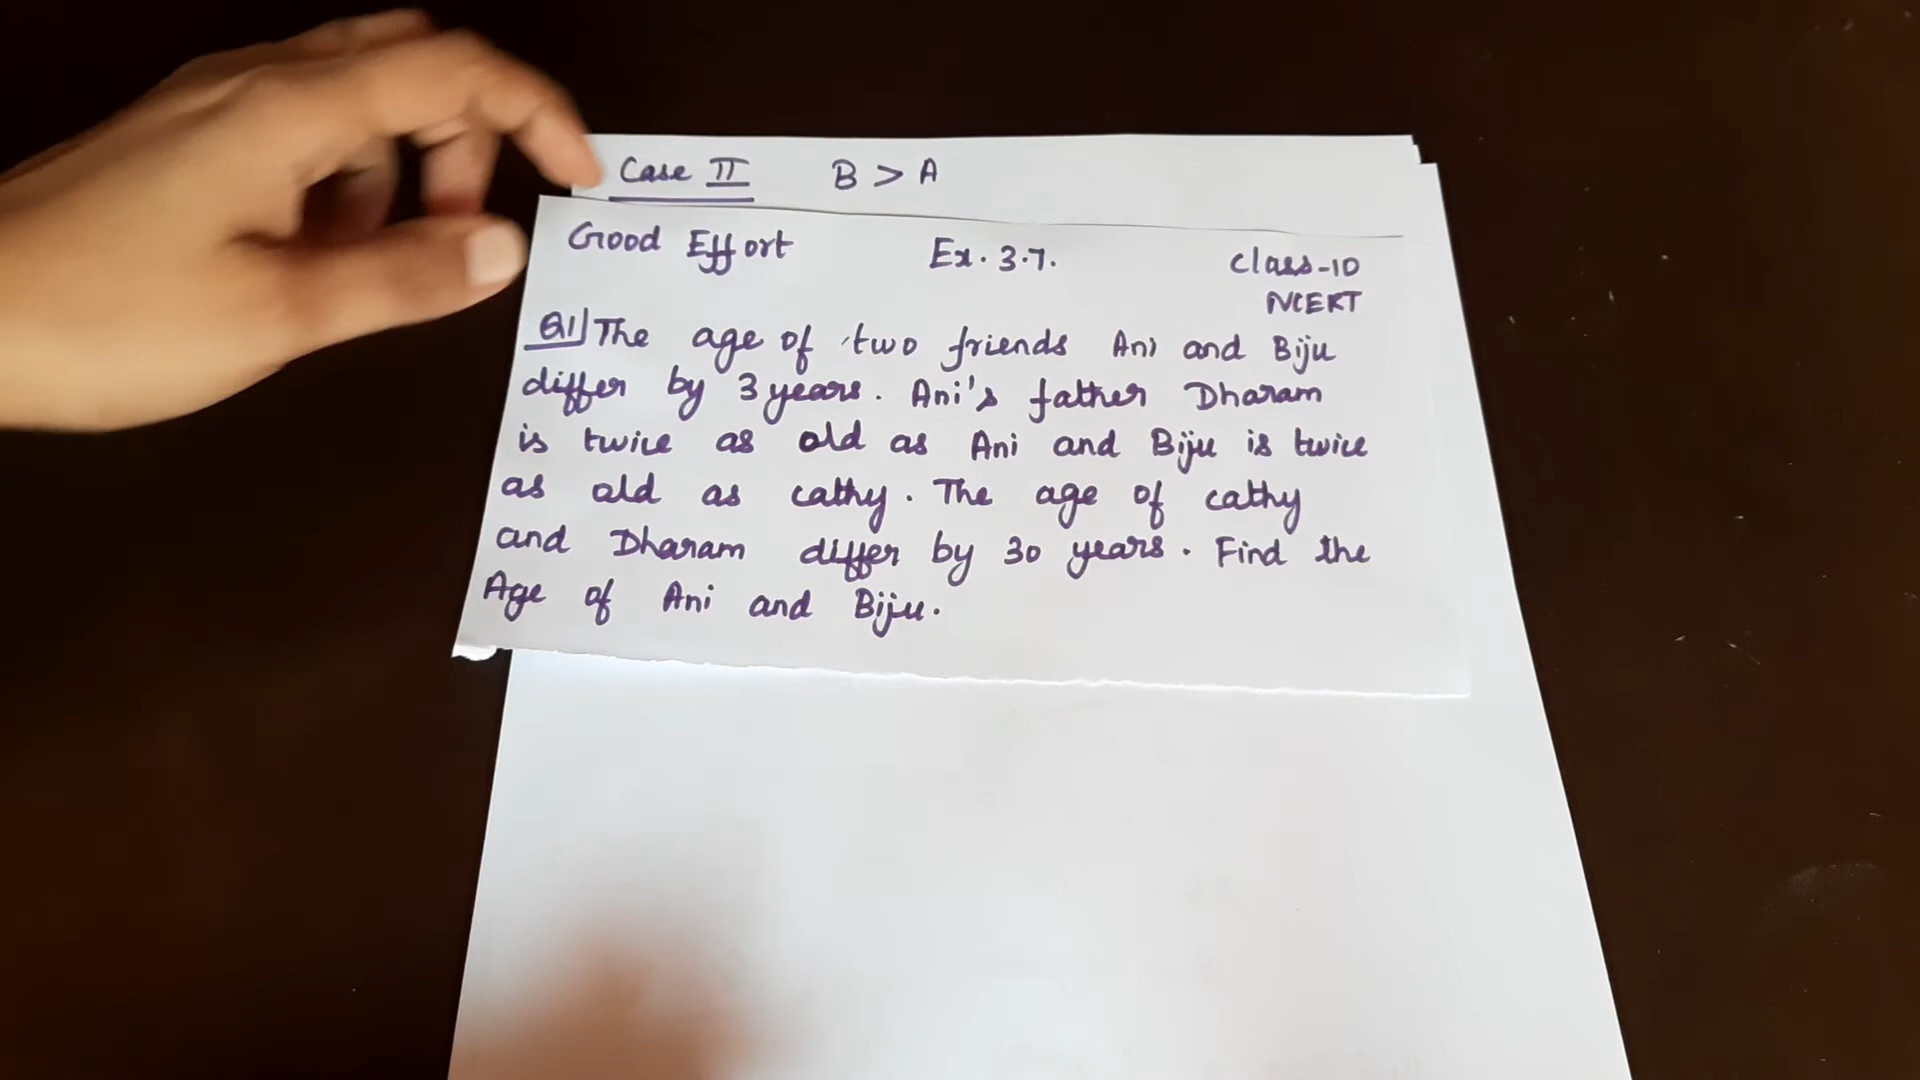 Case II B > A
Good Effort Ex. 3.7. Class-10
NCERT
Q1 The age of two friends Ani and Biju
differ by 3 years. Ani's father Dharam
is twice as old as Ani and Biju is twice
as old as cathy. The age of cathy
and Dharam differ by 30 years. Find the
Age of Ani and Biju.